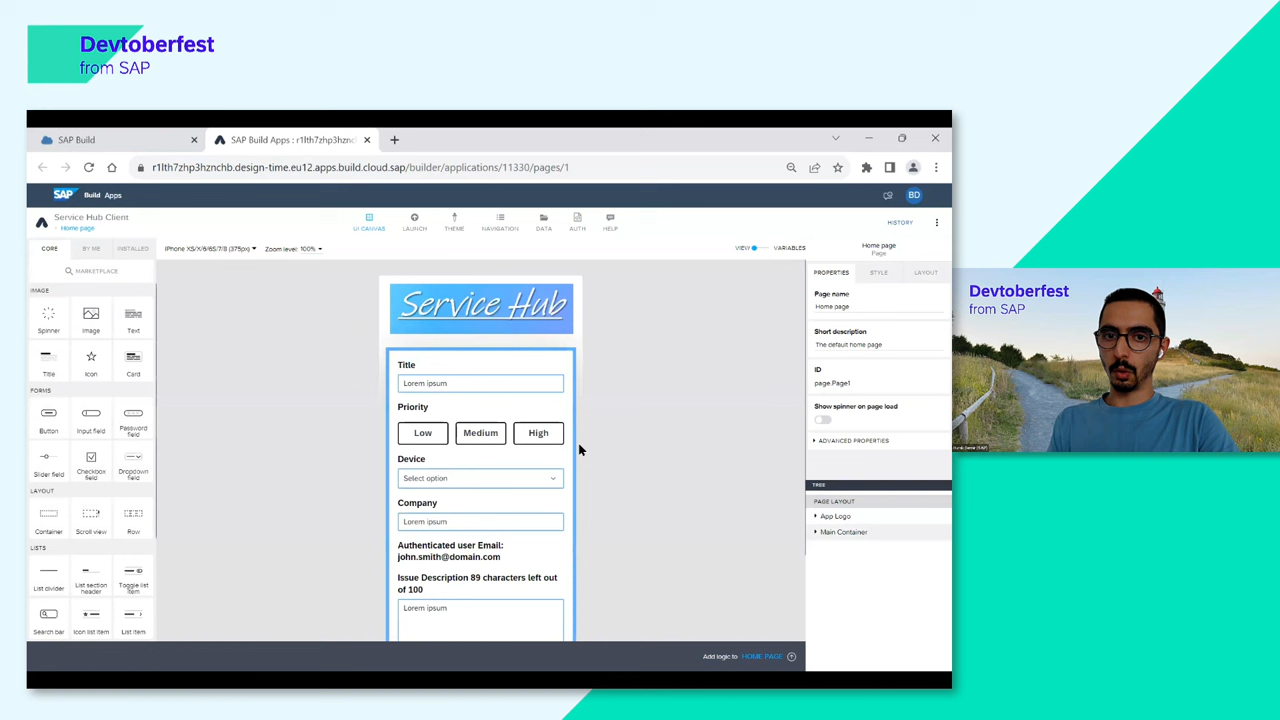 Devtoberfest
from SAP
SAP Build
SAP Build Apps : r1lth7zhp3hznc
r1lth7zhp3hznchb.design-time.eu12.apps.build.cloud.sap/builder/applications/11330/pages/1
SAP Build Apps
BD
Service Hub Client
Home page
UI CANVAS
LAUNCH
THEME
NAVIGATION
DATA
AUTH
HELP
HISTORY
CORE
BY ME
INSTALLED
iPhone XS/X/6/6S/7/8 (375px)
Zoom level: 100%
VIEW
VARIABLES
Home page
Page
MARKETPLACE
PROPERTIES
STYLE
LAYOUT
IMAGE
Spinner
Image
Text
Title
Icon
Card
FORMS
Button
Input field
Password
field
Slider field
Checkbox
field
Dropdown
field
LAYOUT
Container
Scroll view
Row
LISTS
List divider
List section
header
Toggle list
item
Search bar
Icon list item
List item
Service Hub
Title
Lorem ipsum
Priority
Low
Medium
High
Device
Select option
Company
Lorem ipsum
Authenticated user Email:
john.smith@domain.com
Issue Description 89 characters left out
of 100
Lorem ipsum
Page name
Home page
Short description
The default home page
ID
page.Page1
Show spinner on page load
ADVANCED PROPERTIES
TREE
PAGE LAYOUT
App Logo
Main Container
Add logic to HOME PAGE
Devtoberfest
from SAP